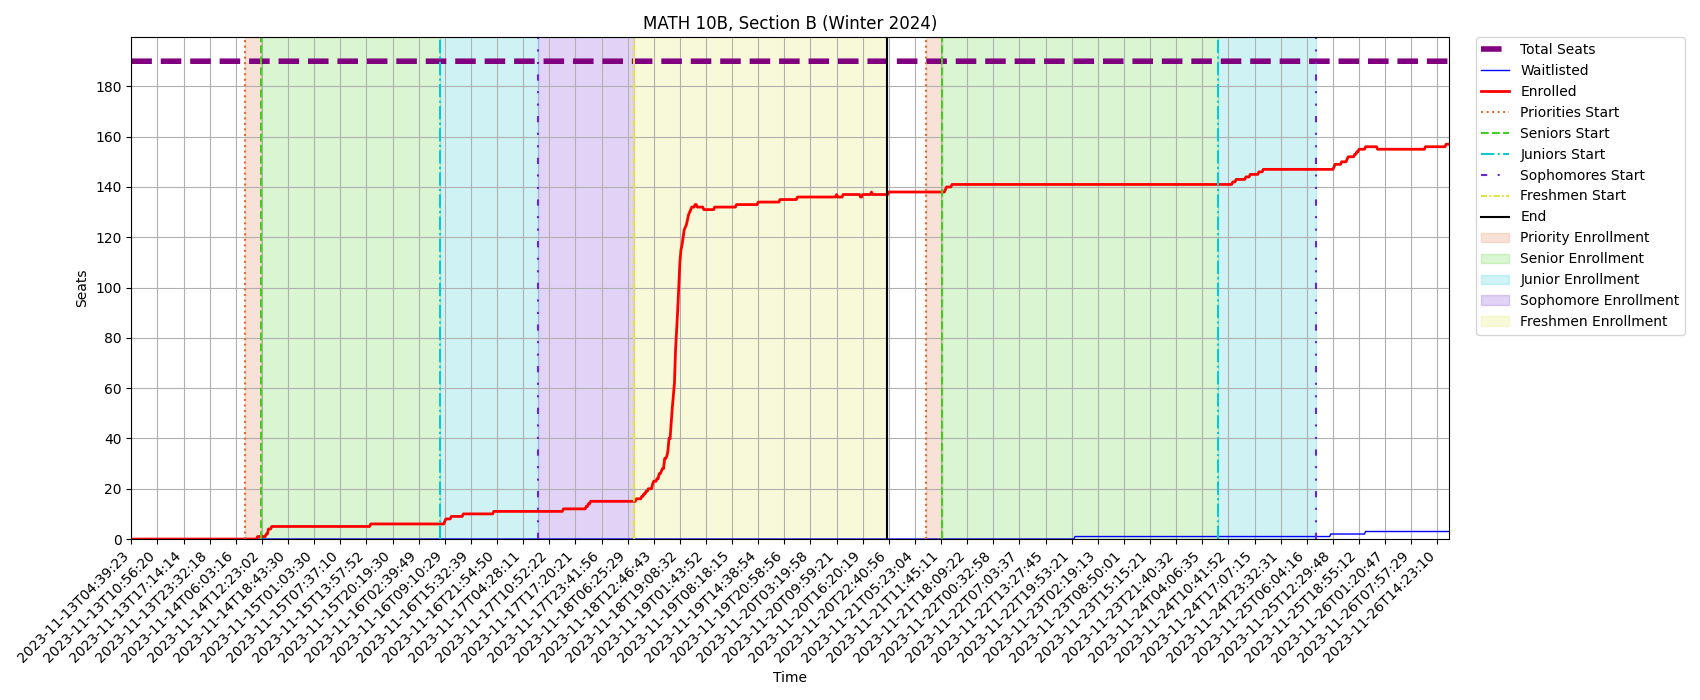 MATH 10B, Section B (Winter 2024)
Seats
180
160
140
120
100
80
60
40
20
0
2023-11-13T04:39:23
2023-11-13T10:56:20
2023-11-13T17:14:14
2023-11-13T23:32:18
2023-11-14T06:03:16
2023-11-14T12:23:02
2023-11-14T18:43:30
2023-11-15T01:03:30
2023-11-15T07:37:10
2023-11-15T13:57:52
2023-11-15T20:19:30
2023-11-16T02:39:49
2023-11-16T09:10:29
2023-11-16T15:32:39
2023-11-16T21:54:50
2023-11-17T04:28:11
2023-11-17T10:52:22
2023-11-17T17:20:21
2023-11-17T23:41:56
2023-11-18T06:25:29
2023-11-18T12:46:43
2023-11-18T19:08:32
2023-11-19T01:43:52
2023-11-19T08:18:15
2023-11-19T14:38:54
2023-11-19T20:58:56
2023-11-20T03:19:58
2023-11-20T09:59:21
2023-11-20T16:20:19
2023-11-20T22:40:56
2023-11-21T05:23:04
2023-11-21T11:45:11
2023-11-21T18:09:22
2023-11-22T00:32:58
2023-11-22T07:03:37
2023-11-22T13:27:45
2023-11-22T19:53:21
2023-11-23T02:19:13
2023-11-23T08:50:01
2023-11-23T15:15:21
2023-11-23T21:40:32
2023-11-24T04:06:35
2023-11-24T10:41:52
2023-11-24T17:07:15
2023-11-24T23:32:31
2023-11-25T06:04:16
2023-11-25T12:29:48
2023-11-25T18:55:12
2023-11-26T01:20:47
2023-11-26T07:57:29
2023-11-26T14:23:10
Time
Total Seats
Waitlisted
Enrolled
Priorities Start
Seniors Start
Juniors Start
Sophomores Start
Freshmen Start
End
Priority Enrollment
Senior Enrollment
Junior Enrollment
Sophomore Enrollment
Freshmen Enrollment